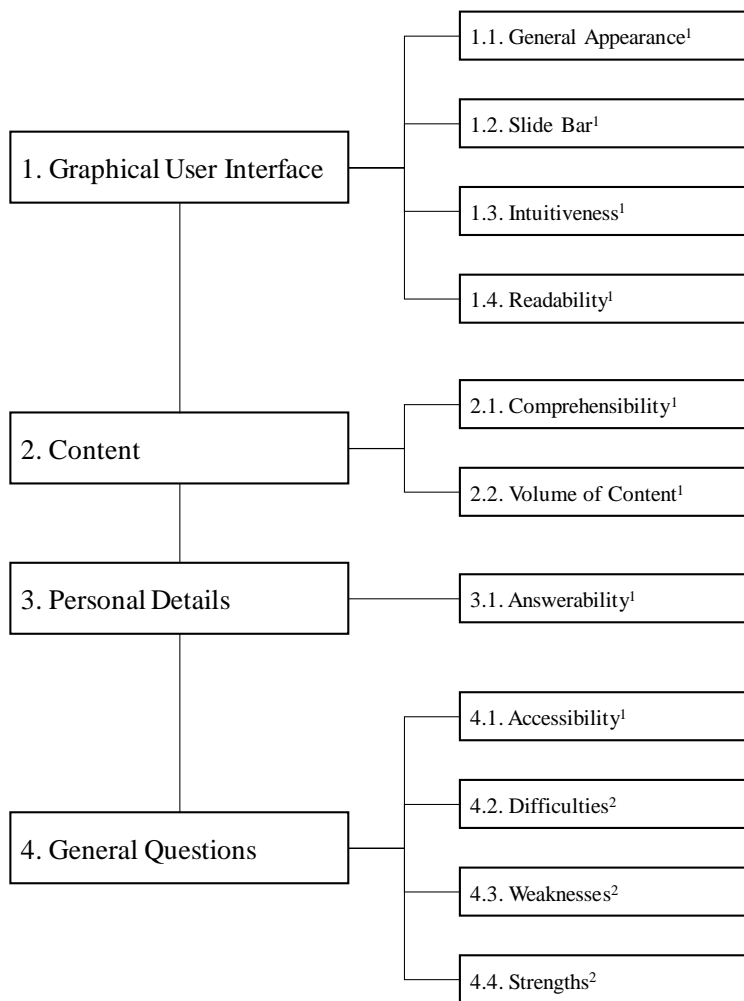 1. Graphical User Interface
1.1. General Appearance¹
1.2. Slide Bar¹
1.3. Intuitiveness¹
1.4. Readability¹
2. Content
2.1. Comprehensibility¹
2.2. Volume of Content¹
3. Personal Details
3.1. Answerability¹
4. General Questions
4.1. Accessibility¹
4.2. Difficulties²
4.3. Weaknesses²
4.4. Strengths²